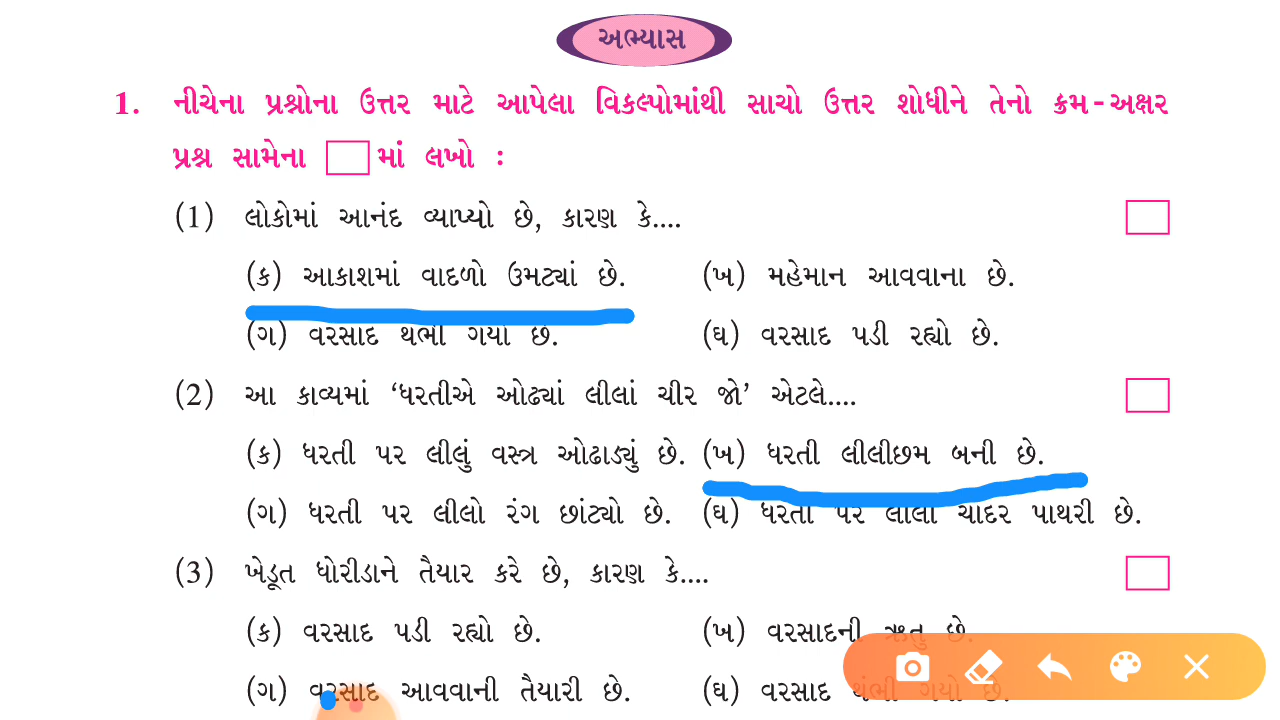 અભ્યાસ
1. નીચેના પ્રશ્નોના ઉત્તર માટે આપેલા વિકલ્પોમાંથી સાચો ઉત્તર શોધીને તેનો ક્રમ-અક્ષર
પ્રશ્ન સામેના માં લખો :
(1) લોકોમાં આનંદ વ્યાપ્યો છે, કારણ કે....
(ક) આકાશમાં વાદળો ઉમટ્યાં છે. (ખ) મહેમાન આવવાના છે.
(ગ) વરસાદ થંભી ગયો છે. (ઘ) વરસાદ પડી રહ્યો છે.
(2) આ કાવ્યમાં ‘ધરતીએ ઓઢ્યાં લીલાં ચીર જો’ એટલે....
(ક) ધરતી પર લીલું વસ્ત્ર ઓઢાડ્યું છે. (ખ) ધરતી લીલીછમ બની છે.
(ગ) ધરતી પર લીલો રંગ છાંટ્યો છે. (ઘ) ધરતી પર લીલી ચાદર પાથરી છે.
(3) ખેડૂત ધોરીડાને તૈયાર કરે છે, કારણ કે....
(ક) વરસાદ પડી રહ્યો છે. (ખ) વરસાદની ઋતુ છે.
(ગ) વરસાદ આવવાની તૈયારી છે. (ઘ) વરસાદ થંભી ગયો છે.